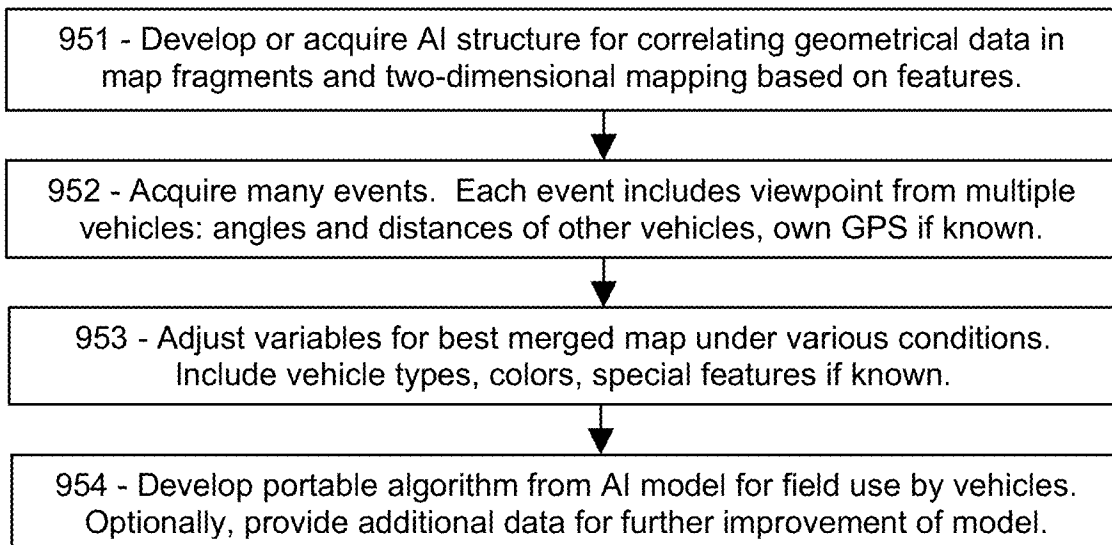 951 - Develop or acquire AI structure for correlating geometrical data in
map fragments and two-dimensional mapping based on features.
952 - Acquire many events.  Each event includes viewpoint from multiple
vehicles: angles and distances of other vehicles, own GPS if known.
953 - Adjust variables for best merged map under various conditions.
Include vehicle types, colors, special features if known.
954 - Develop portable algorithm from AI model for field use by vehicles.
Optionally, provide additional data for further improvement of model.